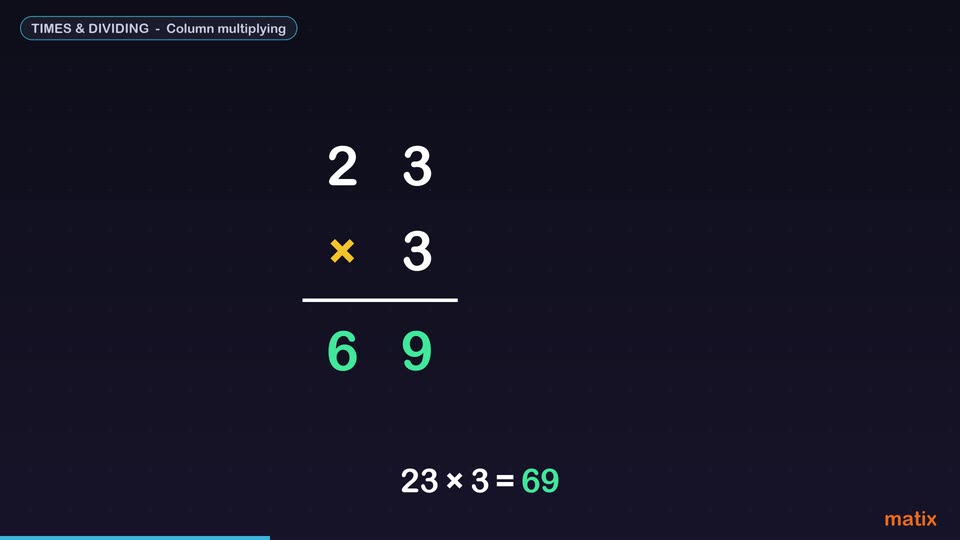 TIMES & DIVIDING - Column multiplying
2 3
× 3
6 9
23 × 3 = 69
matix